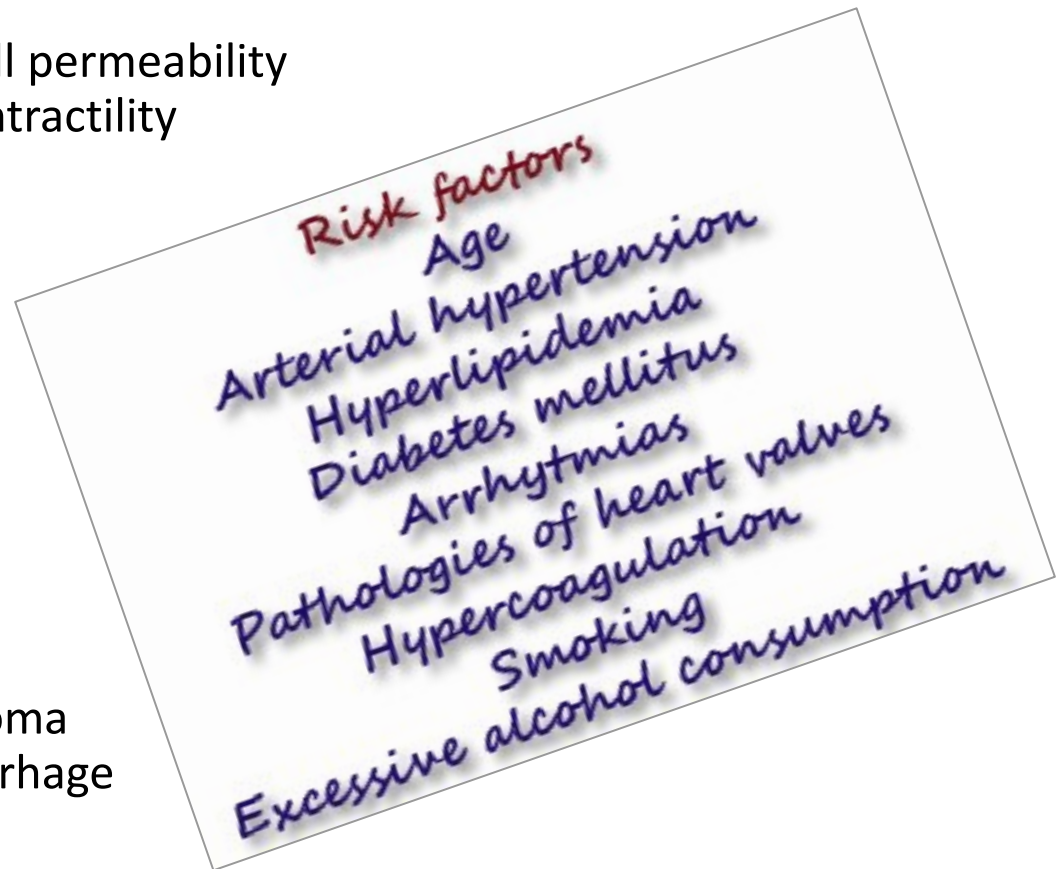 ll permeability
ntractility
Risk factors
Age
Arterial hypertension
Hyperlipidemia
Diabetes mellitus
Arrhytmias
Pathologies of heart valves
Hypercoagulation
Smoking
Excessive alcohol consumption
oma
rhage